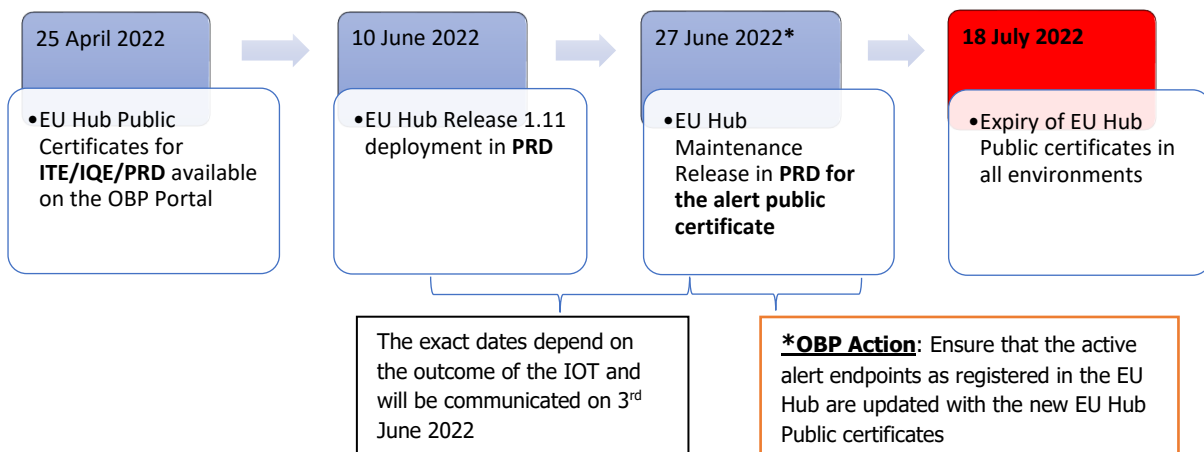 25 April 2022
•EU Hub Public
Certificates for
ITE/IQE/PRD available
on the OBP Portal
10 June 2022
•EU Hub Release 1.11
deployment in PRD
27 June 2022*
•EU Hub
Maintenance
Release in PRD for
the alert public
certificate
18 July 2022
•Expiry of EU Hub
Public certificates in
all environments
The exact dates depend on
the outcome of the IOT and
will be communicated on 3rd
June 2022
*OBP Action: Ensure that the active
alert endpoints as registered in the EU
Hub are updated with the new EU Hub
Public certificates